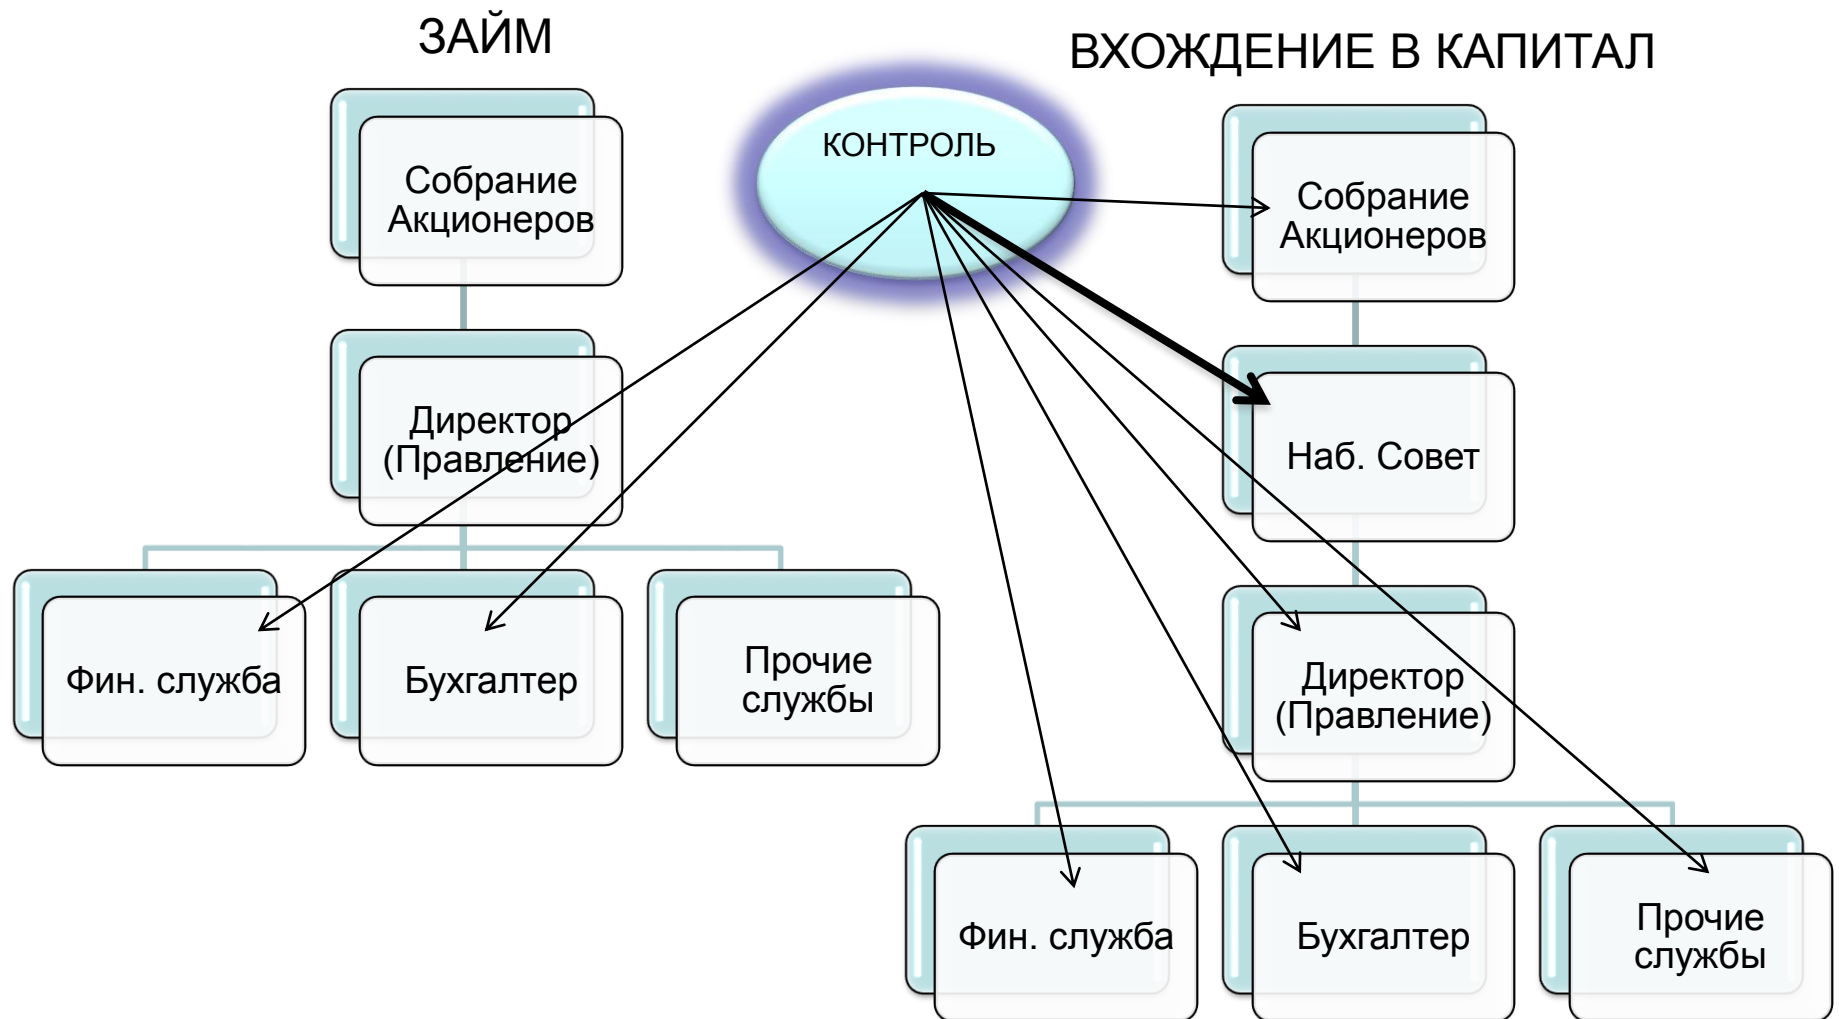 ЗАЙМ
ВХОЖДЕНИЕ В КАПИТАЛ
КОНТРОЛЬ
Собрание
Акционеров
Директор
(Правление)
Фин. служба
Бухгалтер
Прочие
службы
Собрание
Акционеров
Наб. Совет
Директор
(Правление)
Фин. служба
Бухгалтер
Прочие
службы